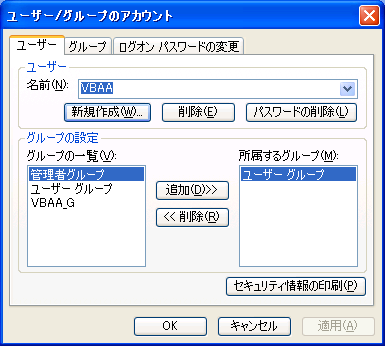 ユーザー/グループのアカウント
ユーザー グループ ログオン パスワードの変更
ユーザー
名前(N): VBAA
新規作成(W)... 削除(E) パスワードの削除(L)
グループの設定
グループの一覧(V): 所属するグループ(M):
管理者グループ ユーザー グループ
ユーザー グループ 追加(D)>>
VBAA_G
<< 削除(R)
セキュリティ情報の印刷(P)
OK キャンセル 適用(A)